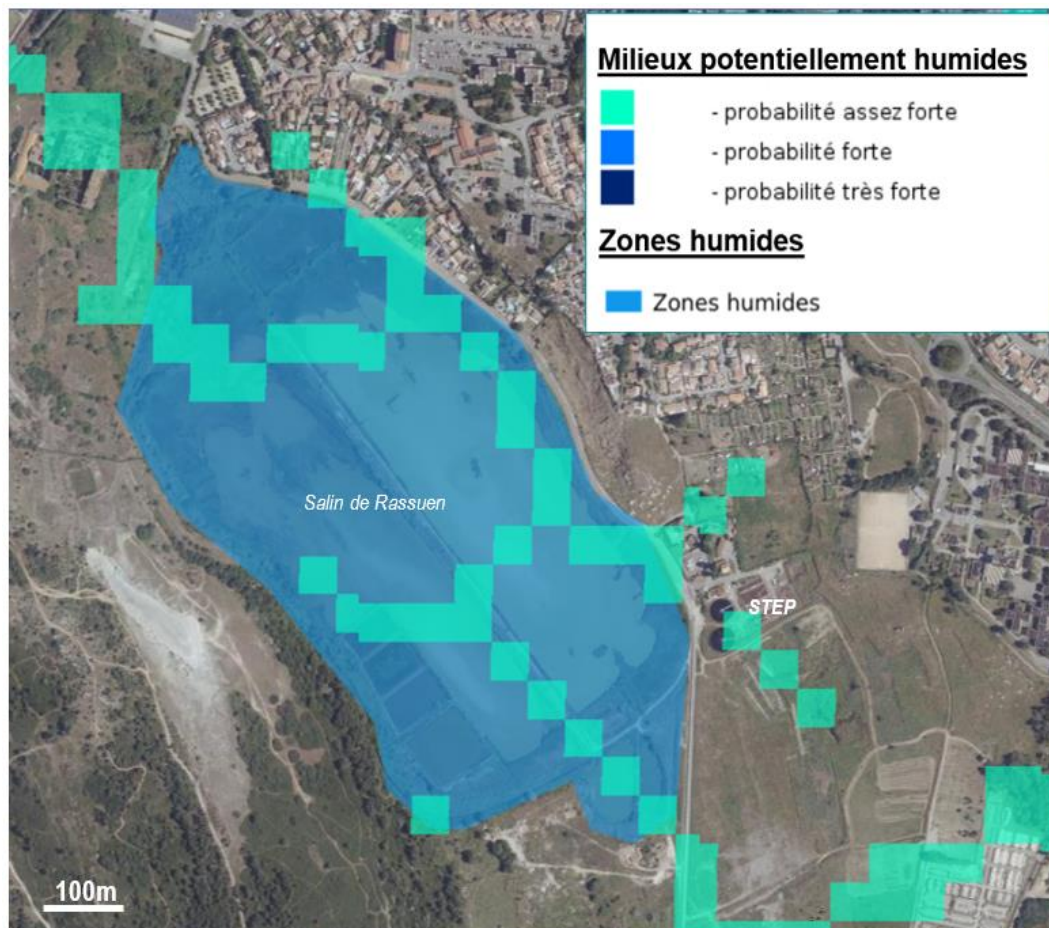 Milieux potentiellement humides
- probabilité assez forte
- probabilité forte
- probabilité très forte
Zones humides
Zones humides
Salin de Rassuen
STEP
100m